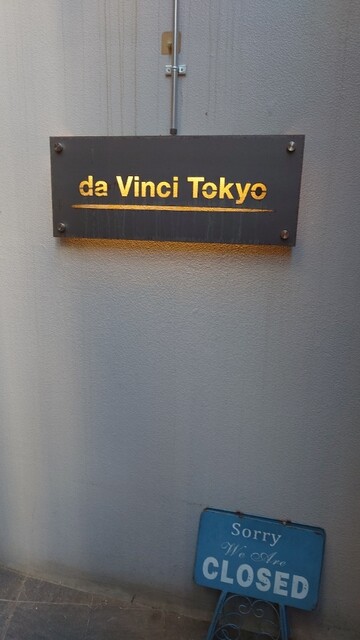 da Vinci Tokyo
Sorry
We Are
CLOSED